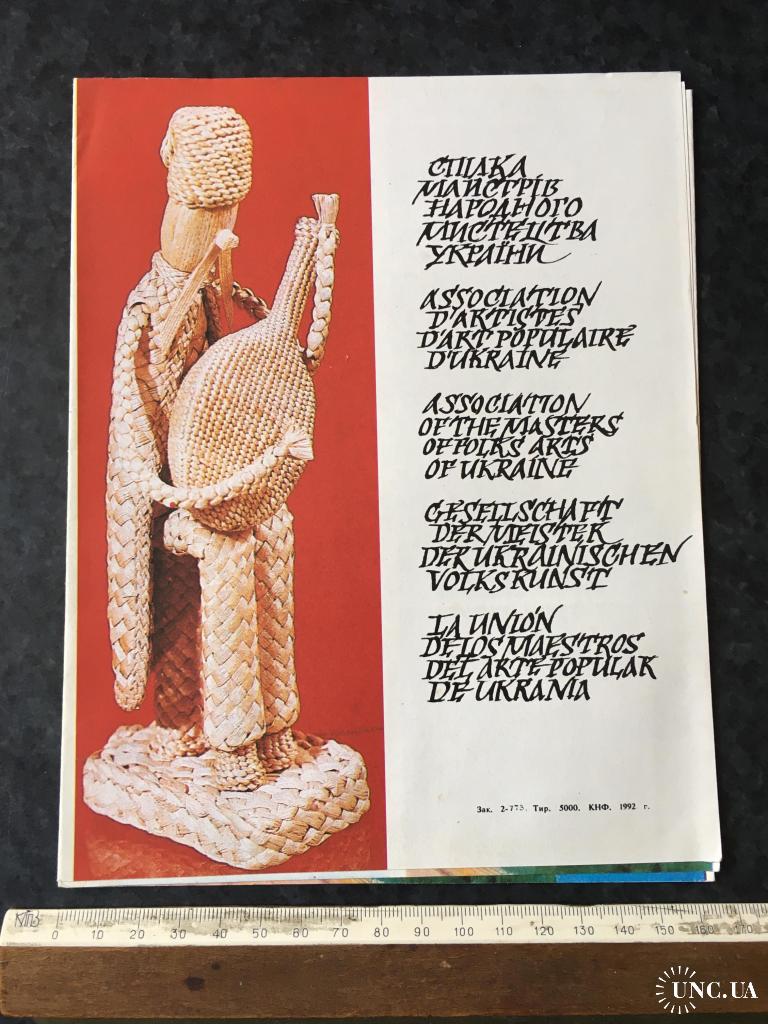 СПІЛКА
МАЙСТРІВ
НАРОДНОГО
МИСТЕЦТВА
УКРАЇНИ
ASSOCIATION
D'ARTISTES
D'ART POPULAIRE
D'UKRAINE
ASSOCIATION
OF THE MASTERS
OF FOLKS ARTS
OF UKRAINE
GESELLSCHAFT
DER MEISTER
DER UKRAINISCHEN
VOLKSKUNST
LA UNIÓN
DE LOS MAESTROS
DEL ARTE POPULAR
DE UKRANIA
Зак. 2-773. Тир. 5000. КНФ. 1992 г.
0 10 20 30 40 50 60 70 80 90 100 110 120 130 140 150 160 170
UNC.UA